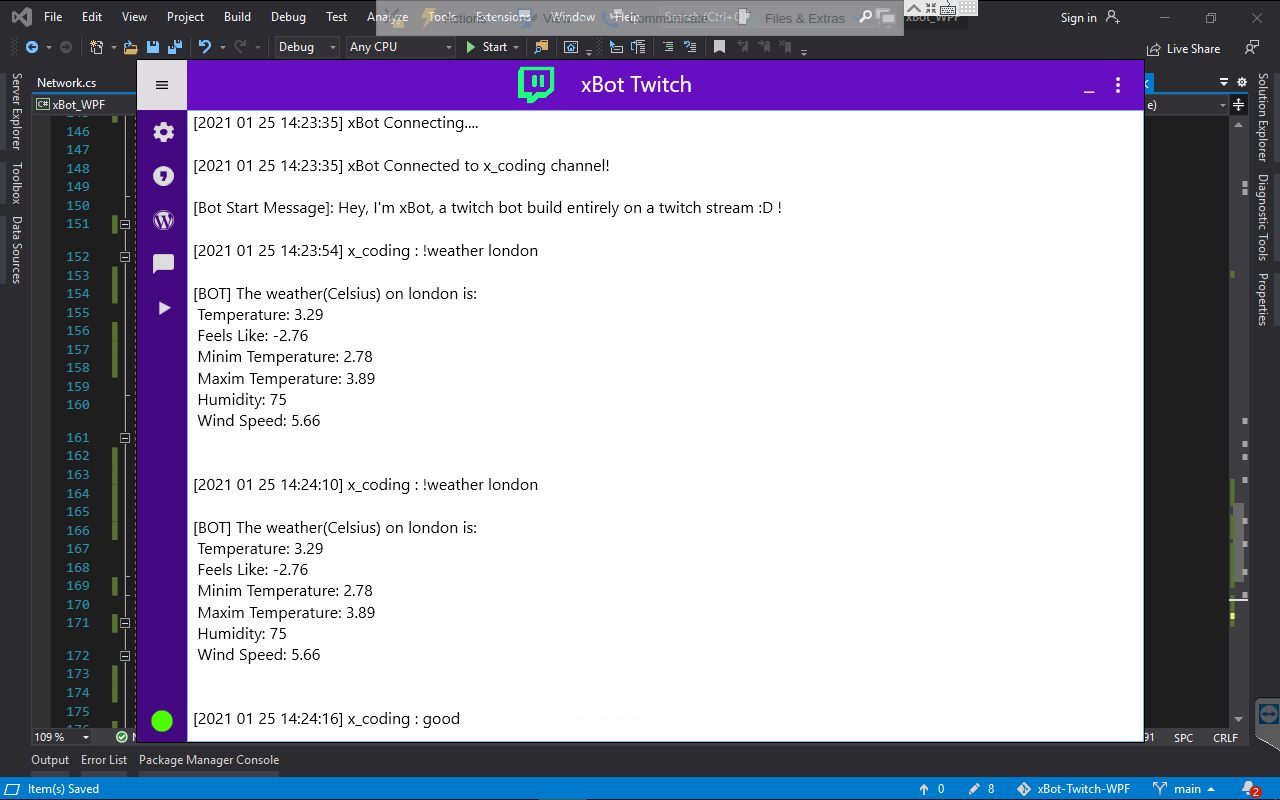 File Edit View Project Build Debug Test Analyze Tools Extensions Window Help Search (Ctrl+Q) xBot_WPF Sign in
Communicate Files & Extras
Debug Any CPU Start Live Share
Network.cs
xBot_WPF e)
Server Explorer
Toolbox
Data Sources
Solution Explorer
Diagnostic Tools
Properties
xBot Twitch
146
147
148
149
150
151
152
153
154
155
156
157
158
159
160
161
162
163
164
165
166
167
168
169
170
171
172
173
174
175
176
[2021 01 25 14:23:35] xBot Connecting....
[2021 01 25 14:23:35] xBot Connected to x_coding channel!
[Bot Start Message]: Hey, I'm xBot, a twitch bot build entirely on a twitch stream :D !
[2021 01 25 14:23:54] x_coding : !weather london
[BOT] The weather(Celsius) on london is:
Temperature: 3.29
Feels Like: -2.76
Minim Temperature: 2.78
Maxim Temperature: 3.89
Humidity: 75
Wind Speed: 5.66
[2021 01 25 14:24:10] x_coding : !weather london
[BOT] The weather(Celsius) on london is:
Temperature: 3.29
Feels Like: -2.76
Minim Temperature: 2.78
Maxim Temperature: 3.89
Humidity: 75
Wind Speed: 5.66
[2021 01 25 14:24:16] x_coding : good
109 % 91 SPC CRLF
Output Error List Package Manager Console
Item(s) Saved 0 8 xBot-Twitch-WPF main 2